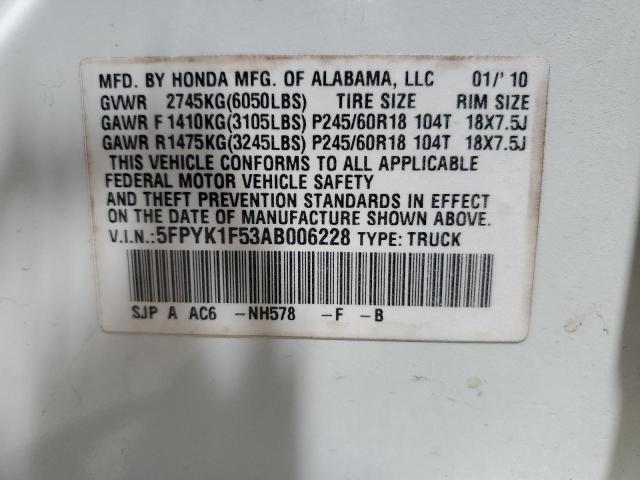 MFD. BY HONDA MFG. OF ALABAMA, LLC 01/'10
GVWR 2745KG(6050LBS) TIRE SIZE RIM SIZE
GAWR F 1410KG(3105LBS) P245/60R18 104T 18X7.5J
GAWR R 1475KG(3245LBS) P245/60R18 104T 18X7.5J
THIS VEHICLE CONFORMS TO ALL APPLICABLE
FEDERAL MOTOR VEHICLE SAFETY
AND THEFT PREVENTION STANDARDS IN EFFECT
ON THE DATE OF MANUFACTURE SHOWN ABOVE.
V.I.N.:5FPYK1F53AB006228 TYPE: TRUCK
SJP A AC6 -NH578 -F -B